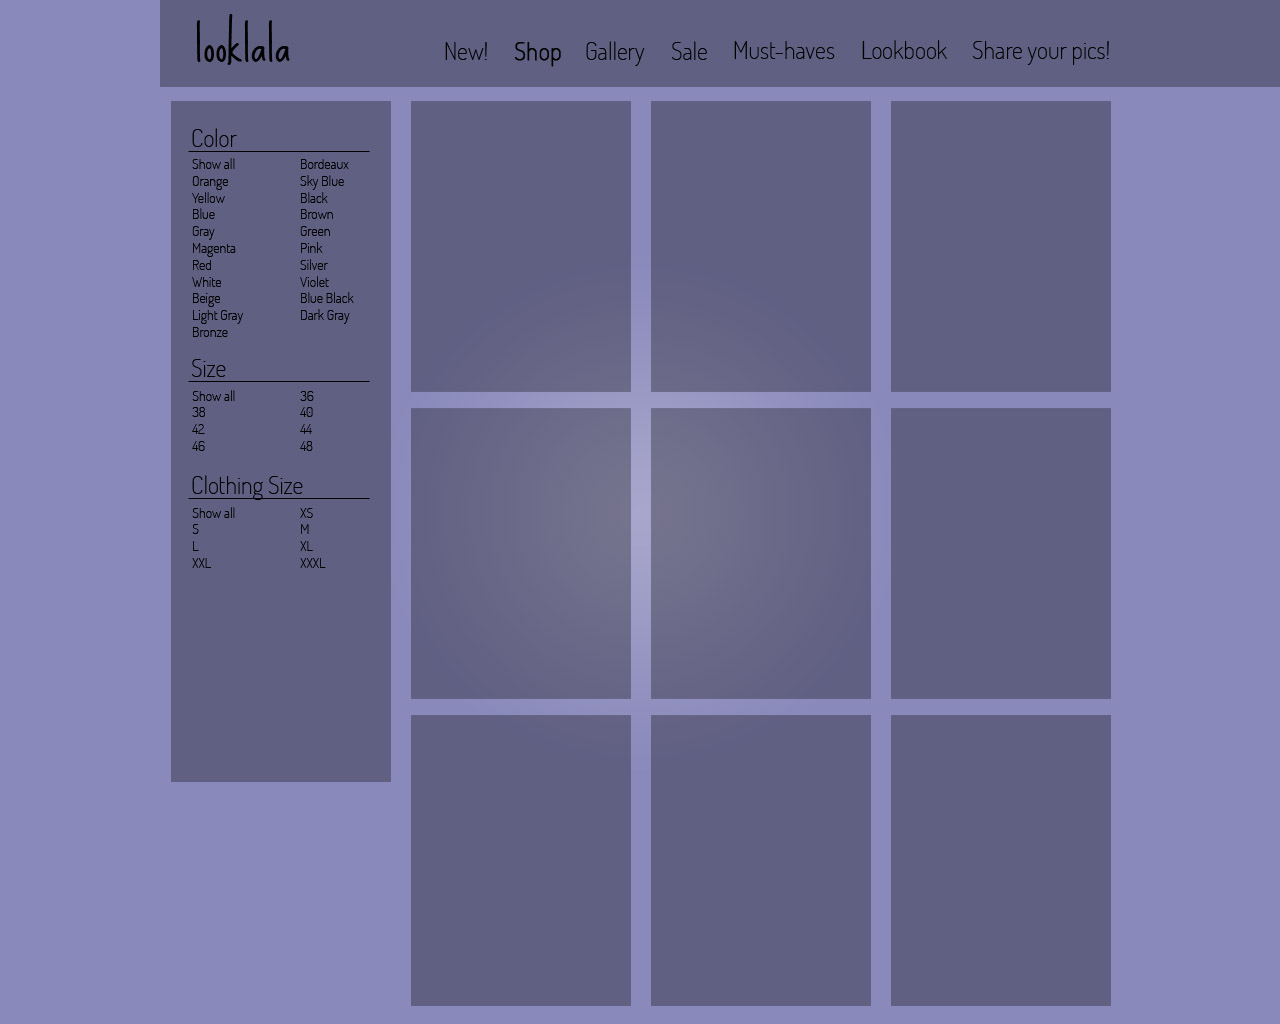 looklala
New! Shop Gallery Sale Must-haves Lookbook Share your pics!
Color
Show all Bordeaux
Orange Sky Blue
Yellow Black
Blue Brown
Gray Green
Magenta Pink
Red Silver
White Violet
Beige Blue Black
Light Gray Dark Gray
Bronze
Size
Show all 36
38 40
42 44
46 48
Clothing Size
Show all XS
S M
L XL
XXL XXXL